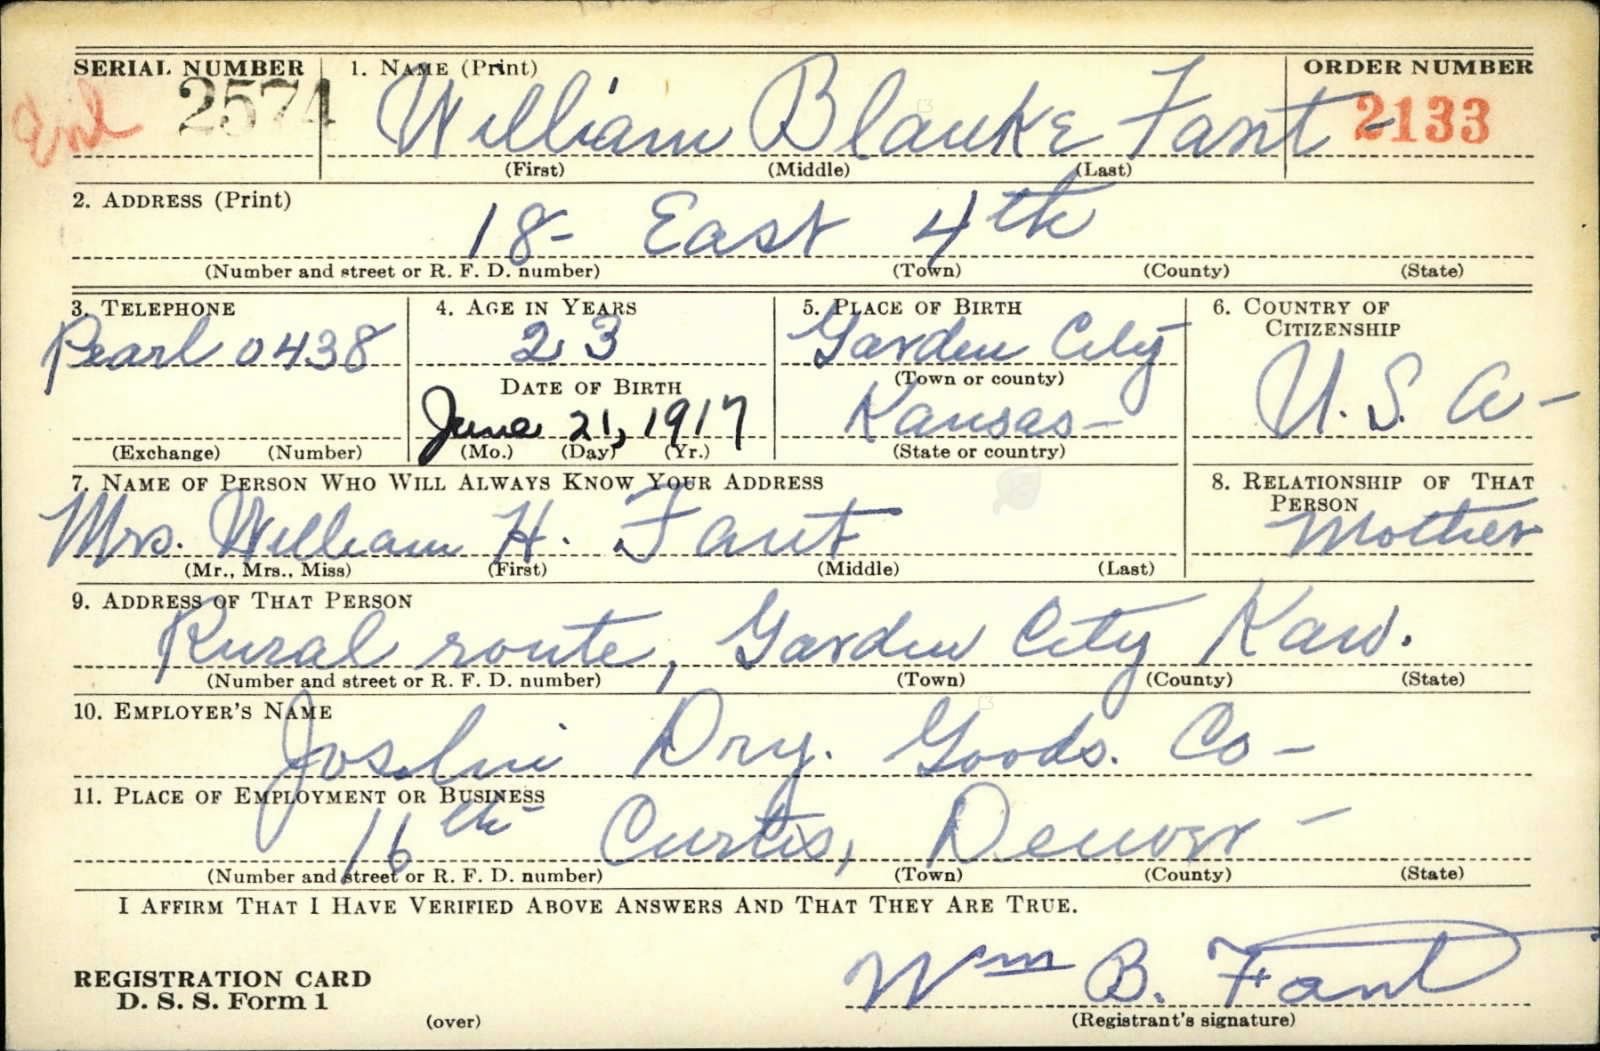 SERIAL NUMBER 1. NAME (Print) ORDER NUMBER
Enl 2574 William Blanke Fant - 2133
(First) (Middle) (Last)
2. ADDRESS (Print)
18 - East 4th
(Number and street or R. F. D. number) (Town) (County) (State)
3. TELEPHONE 4. AGE IN YEARS 5. PLACE OF BIRTH 6. COUNTRY OF
CITIZENSHIP
Pearl 0438 23 Garden City
(Town or county)
DATE OF BIRTH
June 21, 1917 Kansas - U. S. A -
(Exchange) (Number) (Mo.) (Day) (Yr.) (State or country)
7. NAME OF PERSON WHO WILL ALWAYS KNOW YOUR ADDRESS 8. RELATIONSHIP OF THAT
PERSON
Mrs. William H. Fant Mother
(Mr., Mrs., Miss) (First) (Middle) (Last)
9. ADDRESS OF THAT PERSON
Rural route, Garden City Kan.
(Number and street or R. F. D. number) (Town) (County) (State)
10. EMPLOYER'S NAME
Joslin Dry. Goods. Co -
11. PLACE OF EMPLOYMENT OR BUSINESS
16th - Curtis, Denver -
(Number and street or R. F. D. number) (Town) (County) (State)
I AFFIRM THAT I HAVE VERIFIED ABOVE ANSWERS AND THAT THEY ARE TRUE.
REGISTRATION CARD
D. S. S. Form 1 Wm B. Fant
(over) (Registrant's signature)